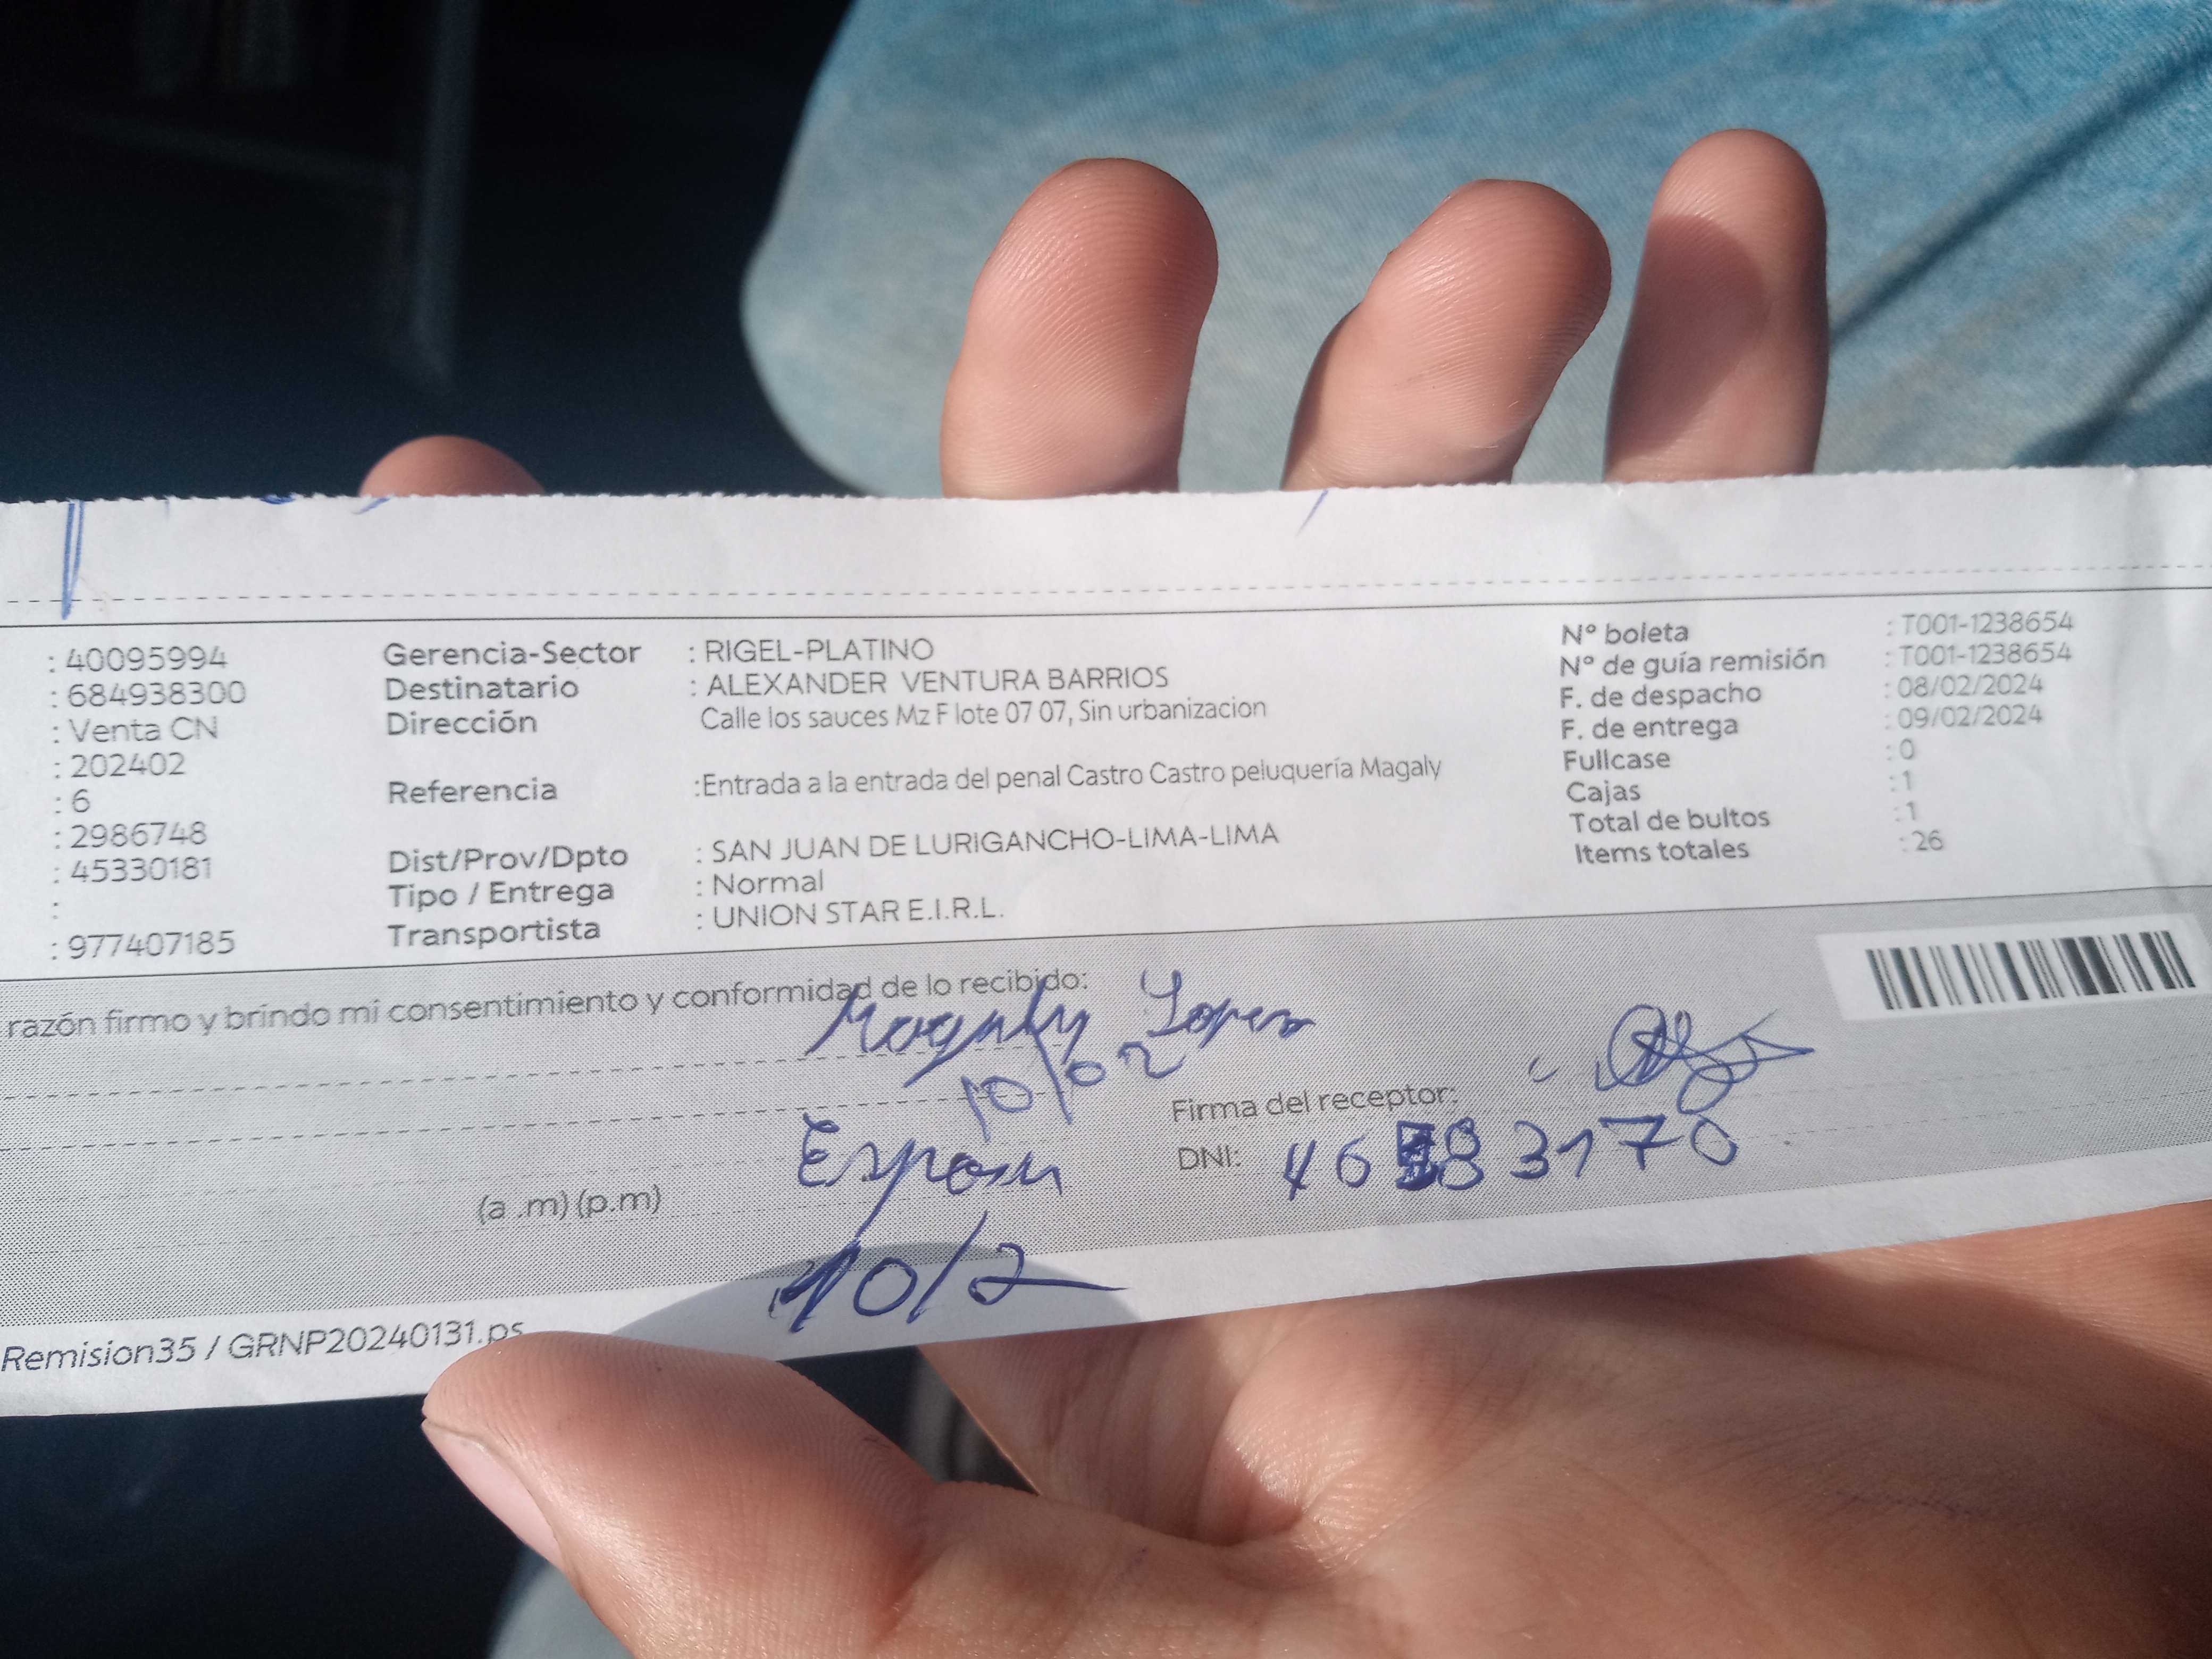 : 40095994
: 684938300
: Venta CN
: 202402
: 6
: 2986748
: 45330181
:
: 977407185
Gerencia-Sector : RIGEL-PLATINO
Destinatario : ALEXANDER VENTURA BARRIOS
Dirección Calle los sauces Mz F lote 07 07, Sin urbanizacion
Referencia :Entrada a la entrada del penal Castro Castro peluquería Magaly
Dist/Prov/Dpto : SAN JUAN DE LURIGANCHO-LIMA-LIMA
Tipo / Entrega : Normal
Transportista : UNION STAR E.I.R.L.
N° boleta : T001-1238654
N° de guía remisión : T001-1238654
F. de despacho : 08/02/2024
F. de entrega : 09/02/2024
Fullcase : 0
Cajas : 1
Total de bultos : 1
Items totales : 26
razón firmo y brindo mi consentimiento y conformidad de lo recibido:
Magaly Lopez
10/02
Firma del receptor:
Esposa
DNI: 46 8 3170
(a .m) (p.m)
10/2
Remision35 / GRNP20240131.ps